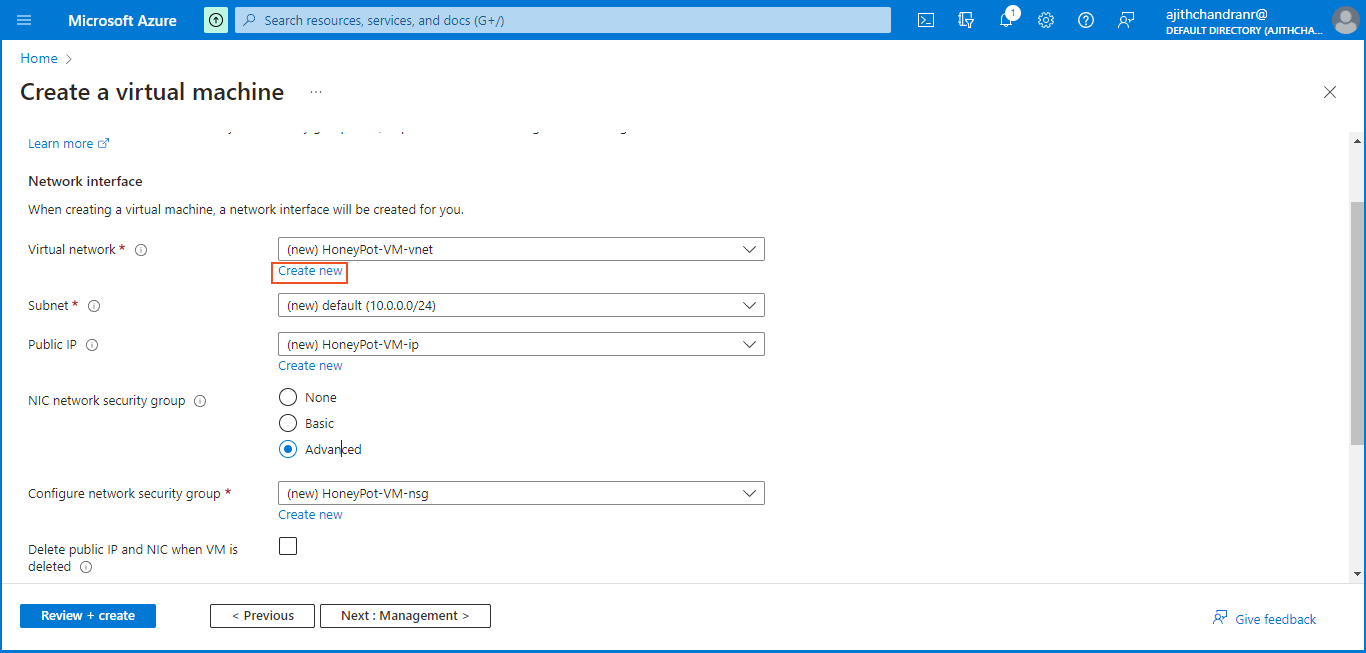 Microsoft Azure
Search resources, services, and docs (G+/)
1
ajithchandranr@
DEFAULT DIRECTORY (AJITHCHA...
Home >
Create a virtual machine ...
Learn more
Network interface
When creating a virtual machine, a network interface will be created for you.
Virtual network *
(new) HoneyPot-VM-vnet
Create new
Subnet *
(new) default (10.0.0.0/24)
Public IP
(new) HoneyPot-VM-ip
Create new
NIC network security group
None
Basic
Advanced
Configure network security group *
(new) HoneyPot-VM-nsg
Create new
Delete public IP and NIC when VM is
deleted
Review + create
< Previous
Next : Management >
Give feedback